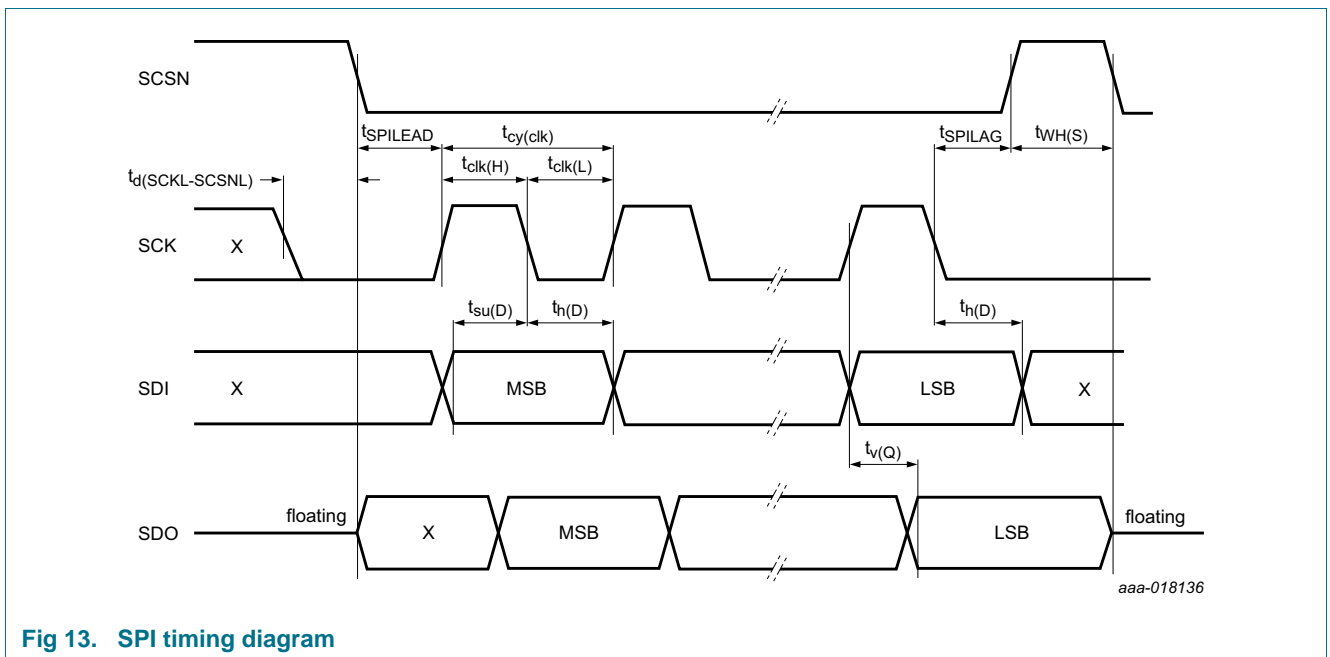 SCSN
tSPILEAD
tcy(clk)
tSPILAG
tWH(S)
td(SCKL-SCSNL)
tclk(H)
tclk(L)
SCK
X
tsu(D)
th(D)
th(D)
SDI
X
MSB
LSB
X
tv(Q)
SDO
floating
X
MSB
LSB
floating
aaa-018136
Fig 13. SPI timing diagram